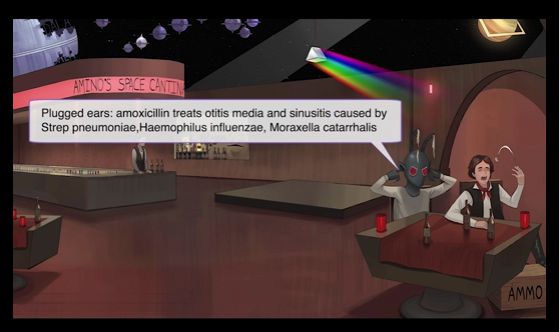 AMINO'S SPACE CANTINA
Plugged ears: amoxicillin treats otitis media and sinusitis caused by
Strep pneumoniae,Haemophilus influenzae, Moraxella catarrhalis
AMMO